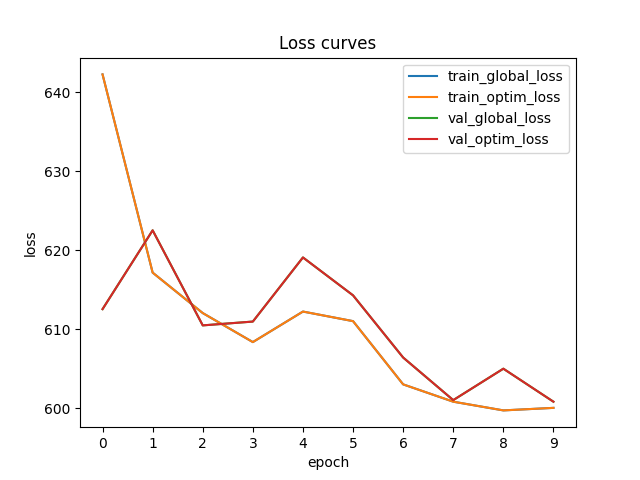 Loss curves
train_global_loss
train_optim_loss
val_global_loss
val_optim_loss
640
630
620
610
600
loss
0 1 2 3 4 5 6 7 8 9
epoch